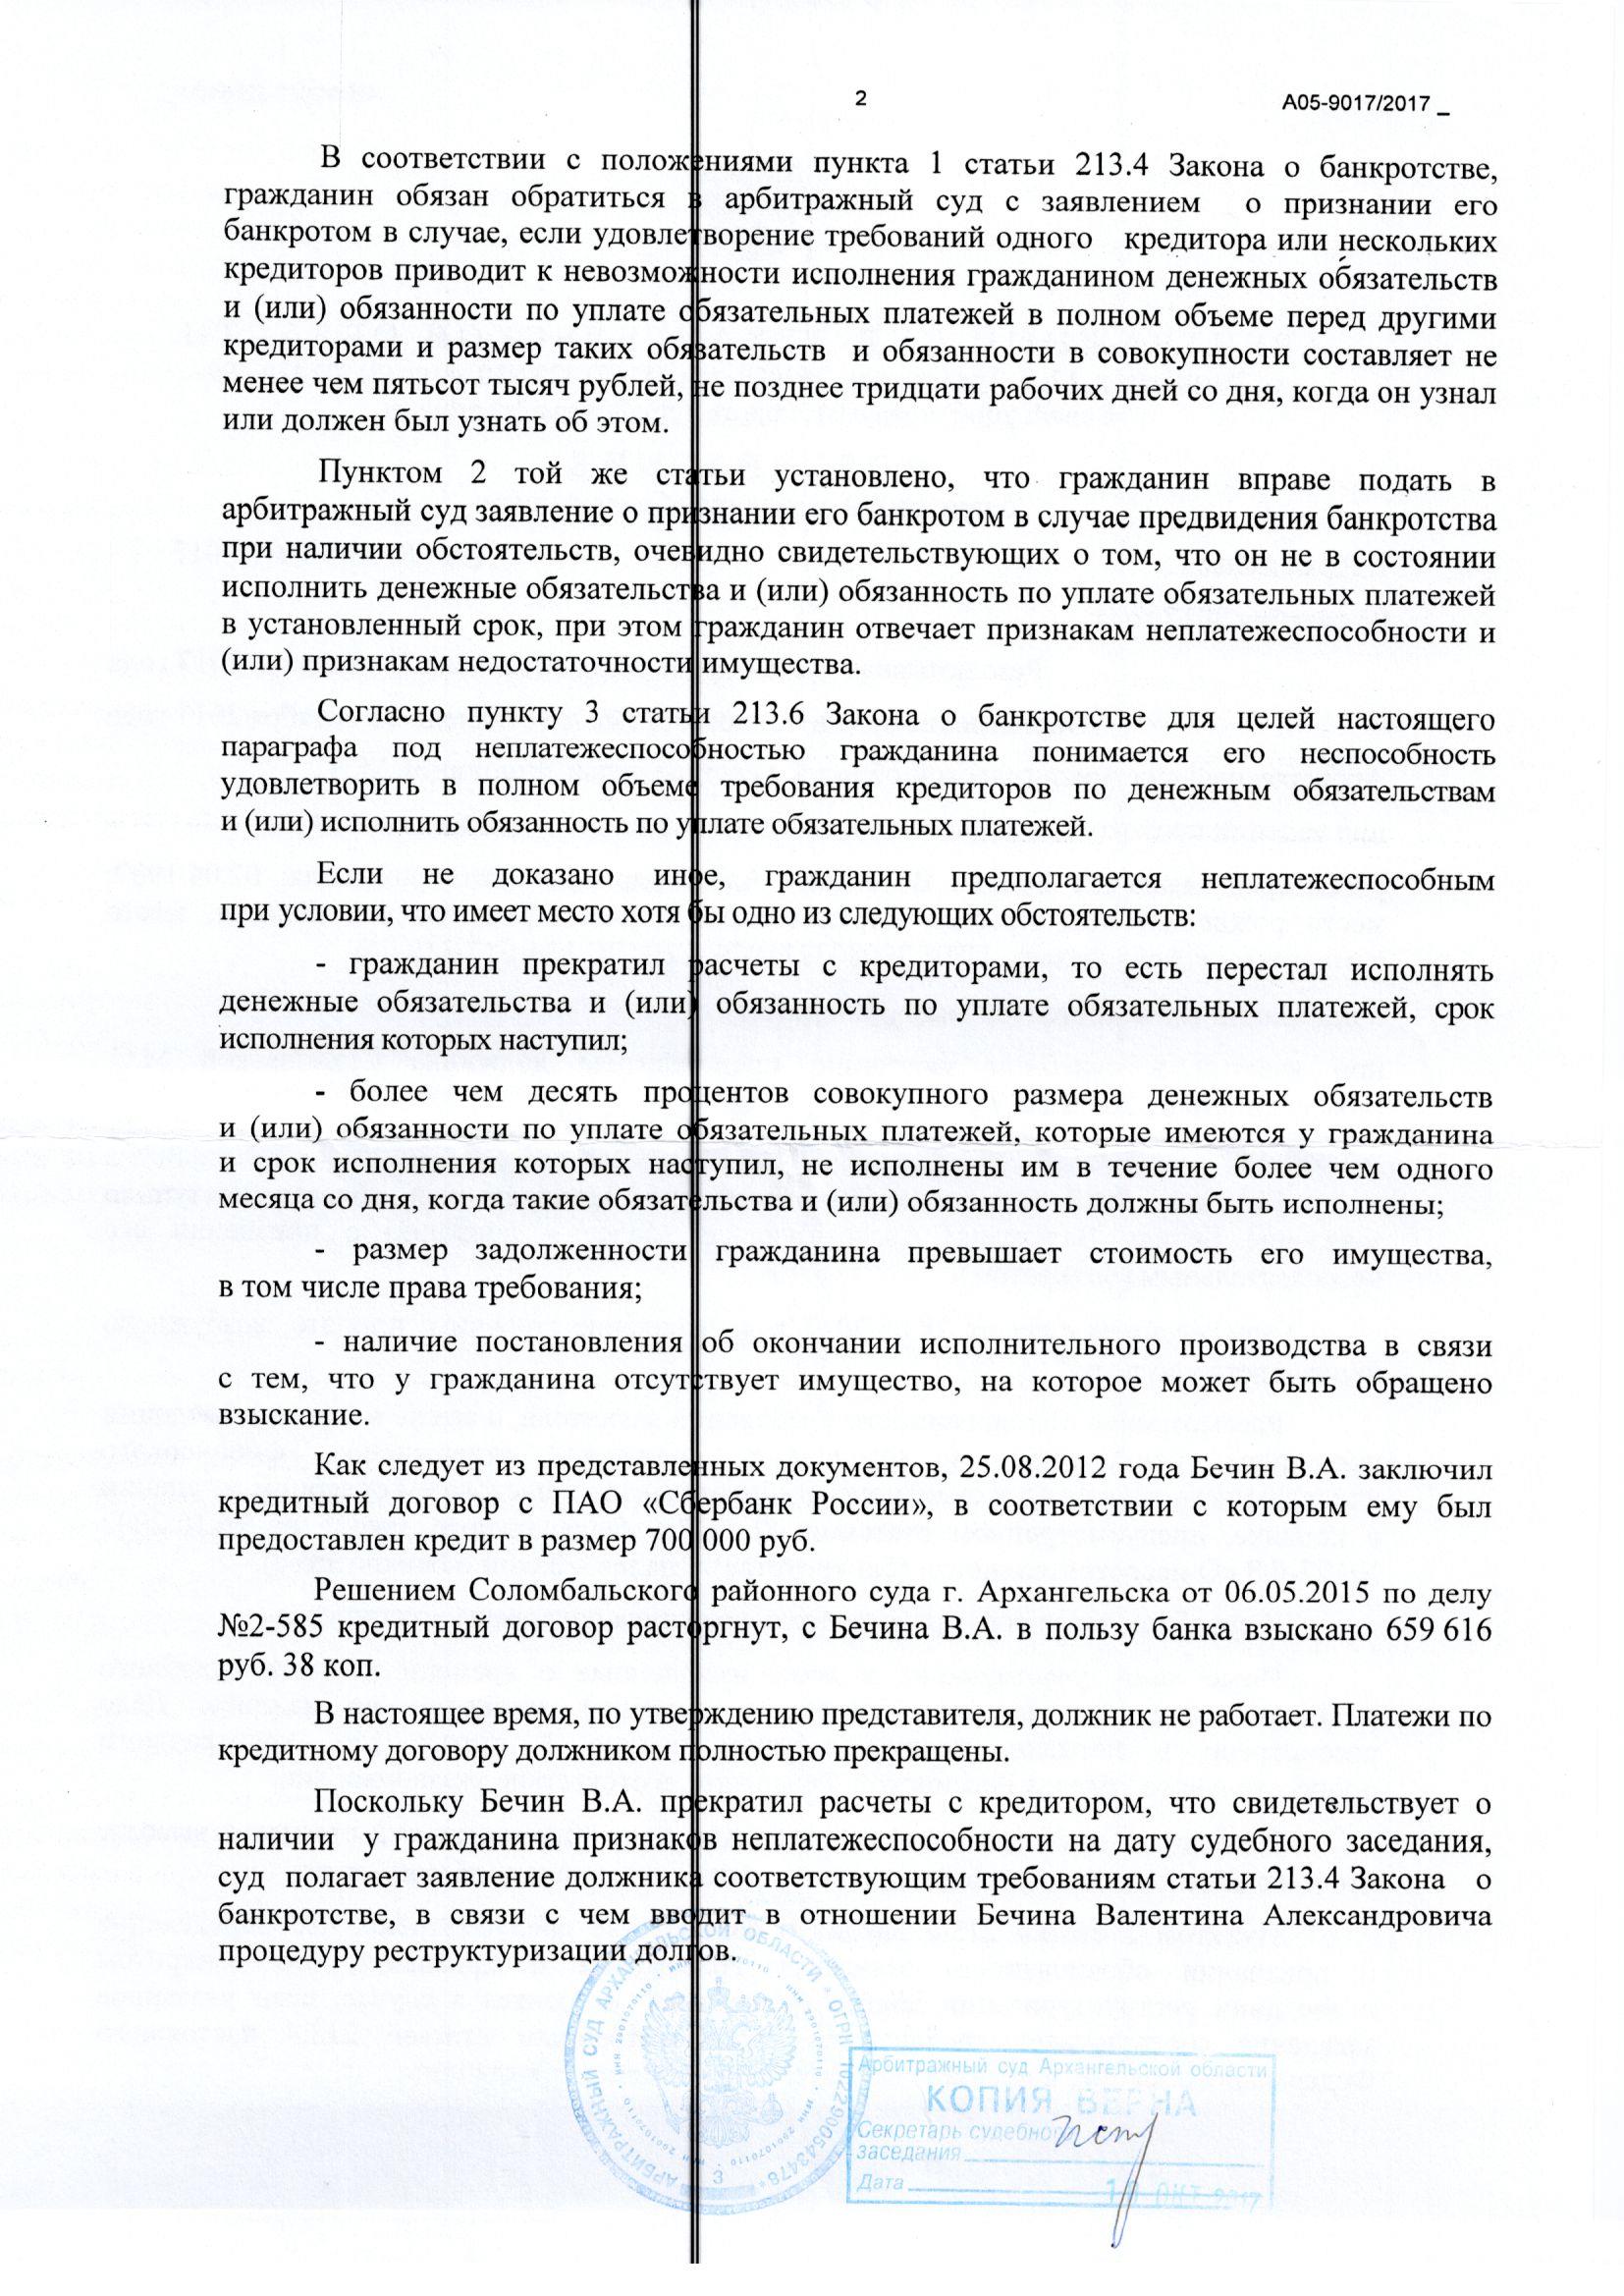 2
А05-9017/2017 _
В соответствии с положениями пункта 1 статьи 213.4 Закона о банкротстве,
гражданин обязан обратиться в арбитражный суд с заявлением о признании его
банкротом в случае, если удовлетворение требований одного кредитора или нескольких
кредиторов приводит к невозможности исполнения гражданином денежных обязательств
и (или) обязанности по уплате обязательных платежей в полном объеме перед другими
кредиторами и размер таких обязательств и обязанности в совокупности составляет не
менее чем пятьсот тысяч рублей, не позднее тридцати рабочих дней со дня, когда он узнал
или должен был узнать об этом.
Пунктом 2 той же статьи установлено, что гражданин вправе подать в
арбитражный суд заявление о признании его банкротом в случае предвидения банкротства
при наличии обстоятельств, очевидно свидетельствующих о том, что он не в состоянии
исполнить денежные обязательства и (или) обязанность по уплате обязательных платежей
в установленный срок, при этом гражданин отвечает признакам неплатежеспособности и
(или) признакам недостаточности имущества.
Согласно пункту 3 статьи 213.6 Закона о банкротстве для целей настоящего
параграфа под неплатежеспособностью гражданина понимается его неспособность
удовлетворить в полном объеме требования кредиторов по денежным обязательствам
и (или) исполнить обязанность по уплате обязательных платежей.
Если не доказано иное, гражданин предполагается неплатежеспособным
при условии, что имеет место хотя бы одно из следующих обстоятельств:
- гражданин прекратил расчеты с кредиторами, то есть перестал исполнять
денежные обязательства и (или) обязанность по уплате обязательных платежей, срок
исполнения которых наступил;
- более чем десять процентов совокупного размера денежных обязательств
и (или) обязанности по уплате обязательных платежей, которые имеются у гражданина
и срок исполнения которых наступил, не исполнены им в течение более чем одного
месяца со дня, когда такие обязательства и (или) обязанность должны быть исполнены;
- размер задолженности гражданина превышает стоимость его имущества,
в том числе права требования;
- наличие постановления об окончании исполнительного производства в связи
с тем, что у гражданина отсутствует имущество, на которое может быть обращено
взыскание.
Как следует из представленных документов, 25.08.2012 года Бечин В.А. заключил
кредитный договор с ПАО «Сбербанк России», в соответствии с которым ему был
предоставлен кредит в размер 700 000 руб.
Решением Соломбальского районного суда г. Архангельска от 06.05.2015 по делу
№2-585 кредитный договор расторгнут, с Бечина В.А. в пользу банка взыскано 659 616
руб. 38 коп.
В настоящее время, по утверждению представителя, должник не работает. Платежи по
кредитному договору должником полностью прекращены.
Поскольку Бечин В.А. прекратил расчеты с кредитором, что свидетельствует о
наличии у гражданина признаков неплатежеспособности на дату судебного заседания,
суд полагает заявление должника соответствующим требованиям статьи 213.4 Закона о
банкротстве, в связи с чем вводит в отношении Бечина Валентина Александровича
процедуру реструктуризации долгов.
АРБИТРАЖНЫЙ СУД АРХАНГЕЛЬСКОЙ ОБЛАСТИ * ОГРН 1022900543476 *
3
Арбитражный суд Архангельской области
КОПИЯ ВЕРНА
Секретарь судебного
заседания
Дата
ОКТ 2017